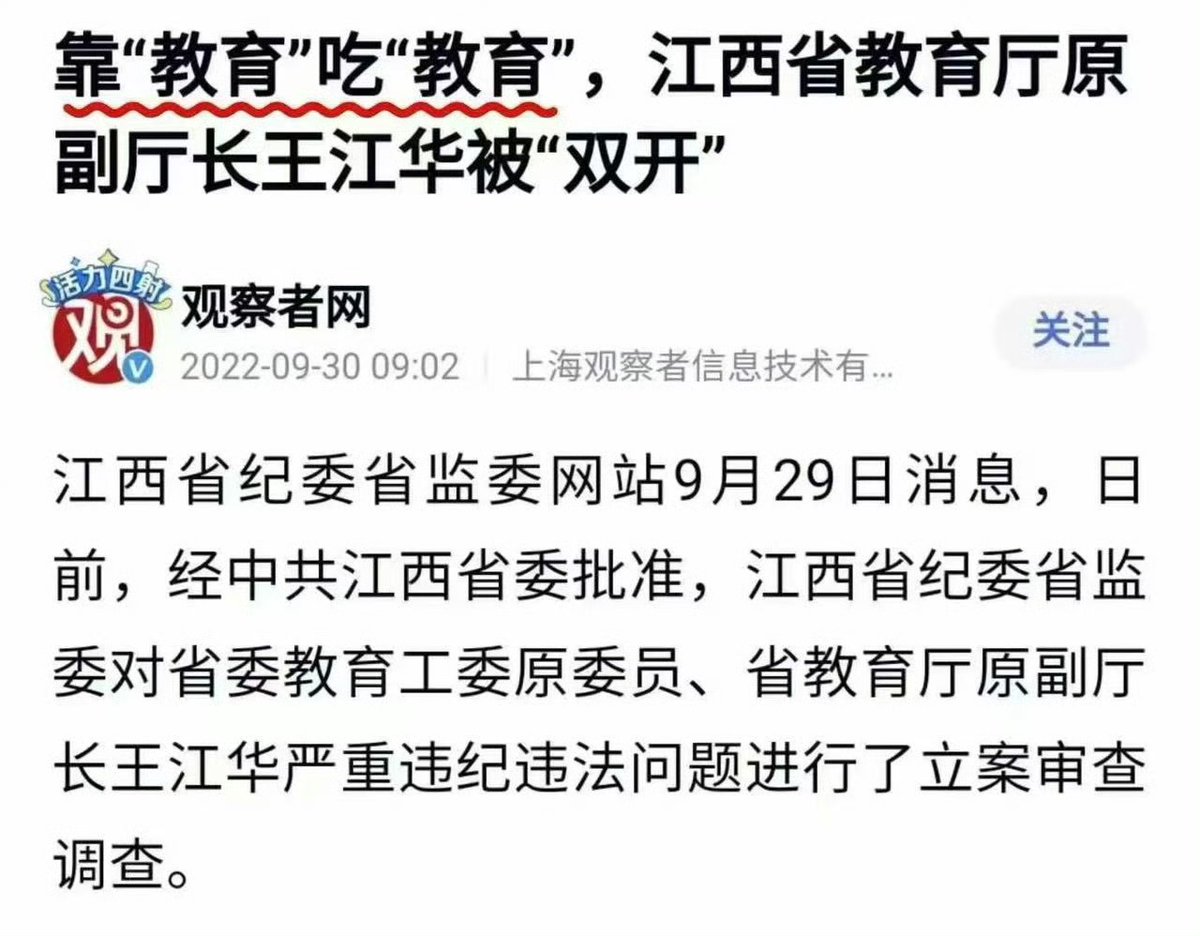 靠“教育”吃“教育”，江西省教育厅原
副厅长王江华被“双开”
活力四射
观
观察者网
2022-09-30 09:02 上海观察者信息技术有...
关注
江西省纪委省监委网站9月29日消息，日
前，经中共江西省委批准，江西省纪委省监
委对省委教育工委原委员、省教育厅原副厅
长王江华严重违纪违法问题进行了立案审查
调查。